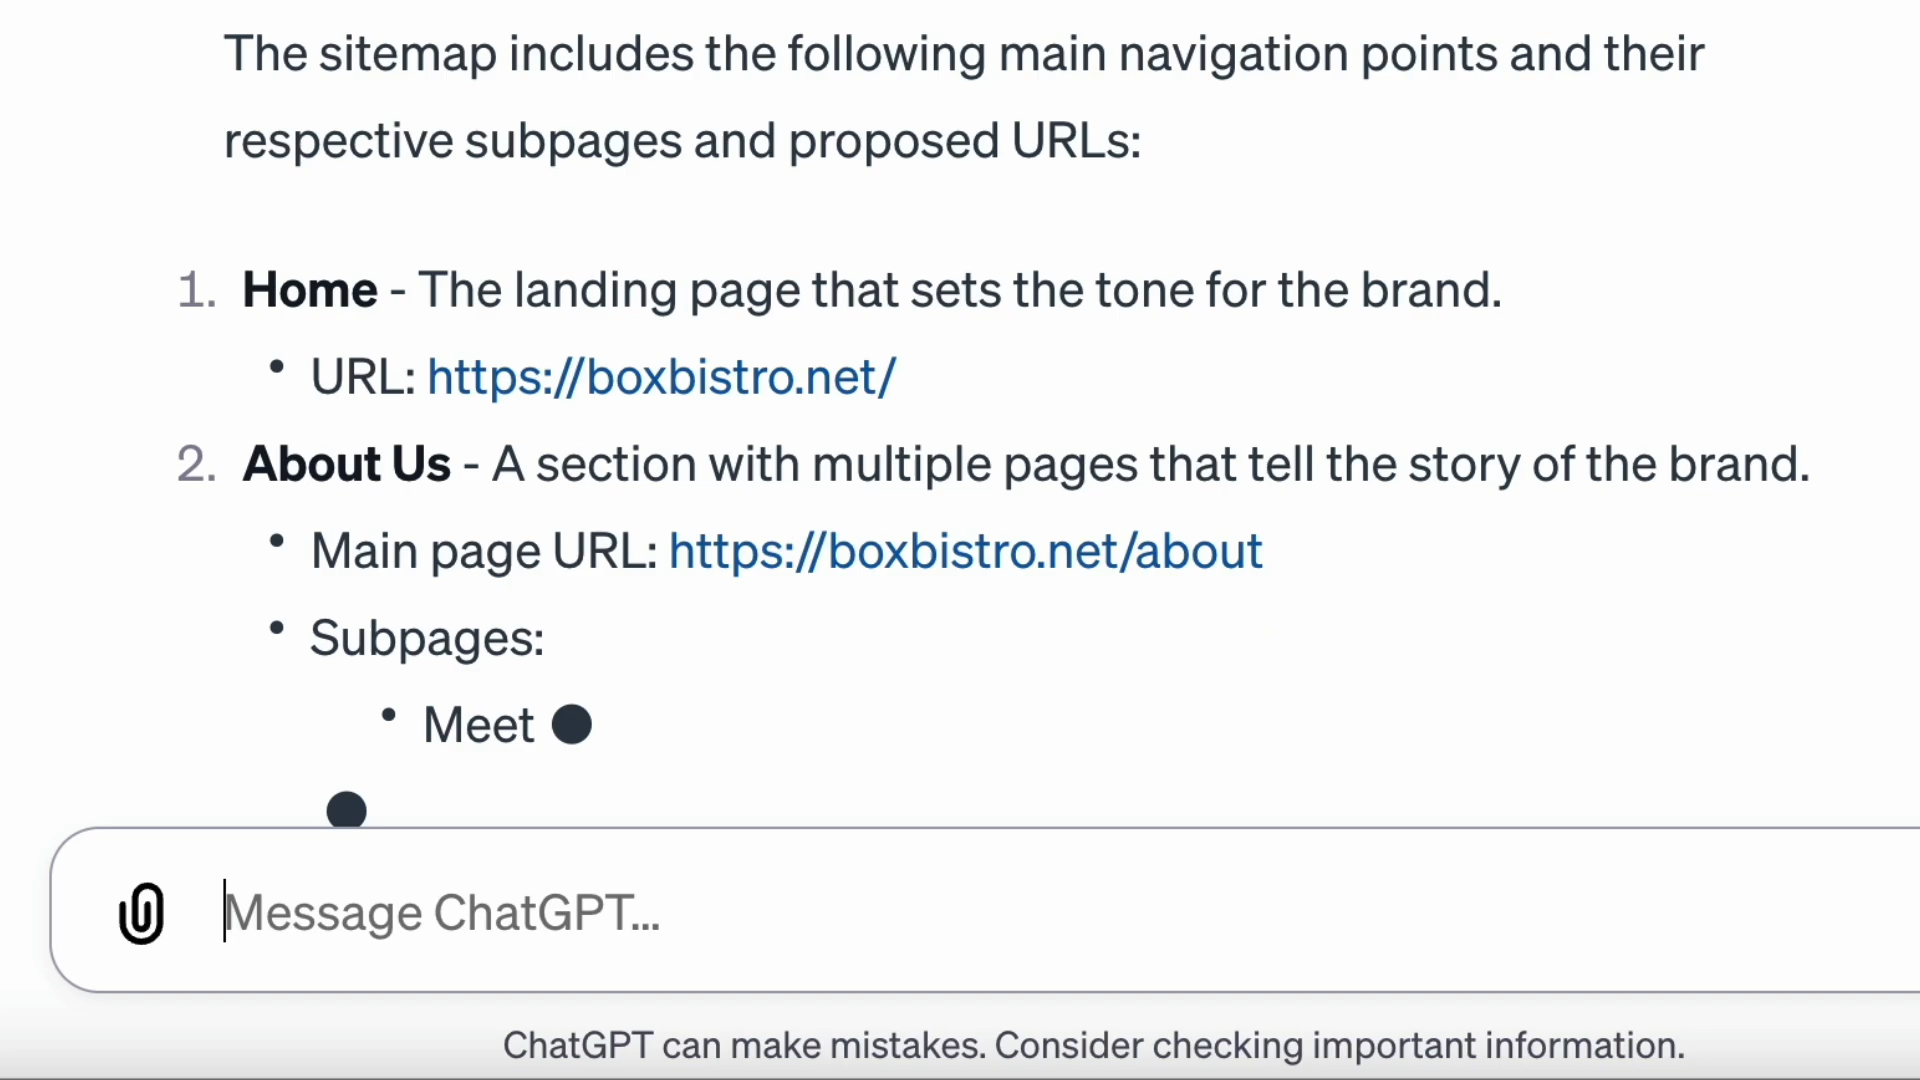 The sitemap includes the following main navigation points and their
respective subpages and proposed URLs:
1. Home - The landing page that sets the tone for the brand.
• URL: https://boxbistro.net/
2. About Us - A section with multiple pages that tell the story of the brand.
• Main page URL: https://boxbistro.net/about
• Subpages:
• Meet
Message ChatGPT...
ChatGPT can make mistakes. Consider checking important information.